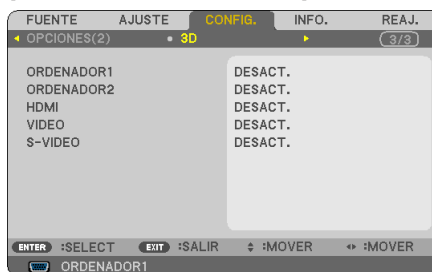 FUENTE AJUSTE CONFIG. INFO. REAJ.
OPCIONES(2) 3D 3/3
ORDENADOR1 DESACT.
ORDENADOR2 DESACT.
HDMI DESACT.
VIDEO DESACT.
S-VIDEO DESACT.
ENTER :SELECT EXIT :SALIR :MOVER :MOVER
ORDENADOR1